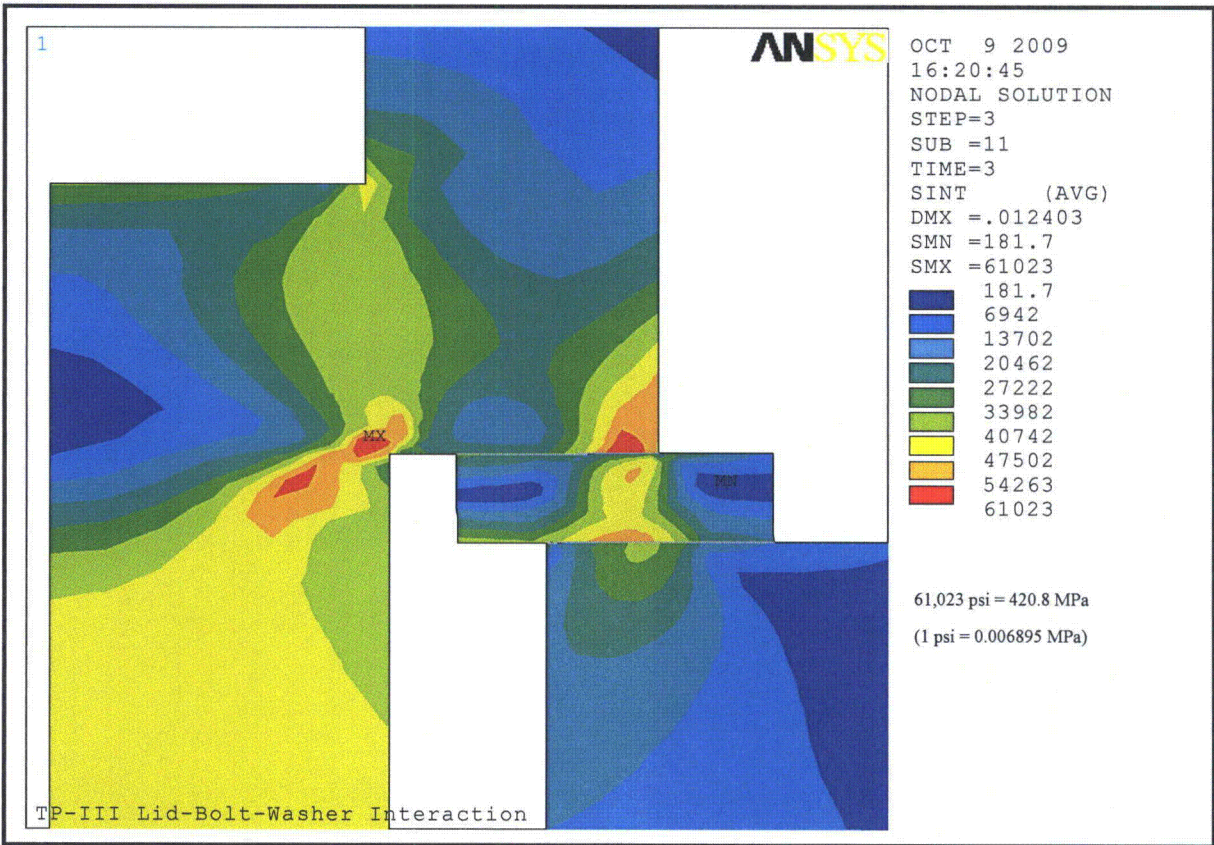 1
ANSYS
OCT 9 2009
16:20:45
NODAL SOLUTION
STEP=3
SUB =11
TIME=3
SINT (AVG)
DMX =.012403
SMN =181.7
SMX =61023
181.7
6942
13702
20462
27222
33982
40742
47502
54263
61023
MX
MN
61,023 psi = 420.8 MPa
(1 psi = 0.006895 MPa)
TP-III Lid-Bolt-Washer Interaction